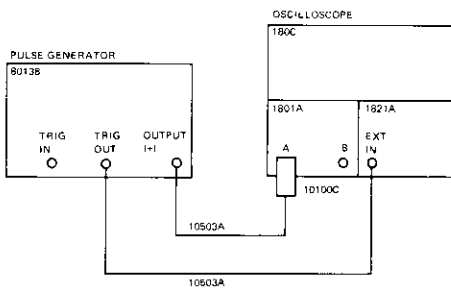 OSCILLOSCOPE
180C
PULSE GENERATOR
8013B
1801A
1821A
TRIG
IN
TRIG
OUT
OUTPUT
(+)
A
B
EXT
IN
10100C
10503A
10503A